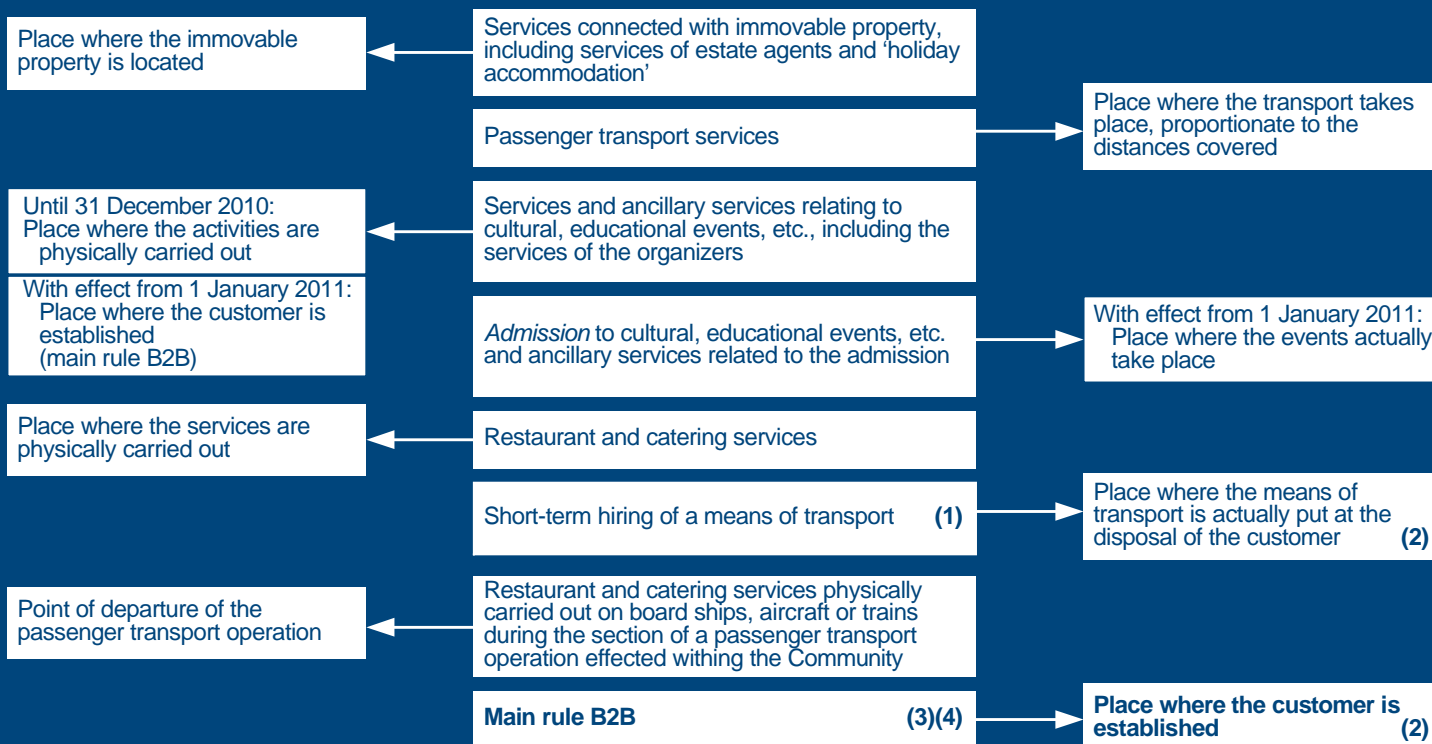 Place where the immovable
property is located
Services connected with immovable property,
including services of estate agents and ‘holiday
accommodation’
Passenger transport services
Place where the transport takes
place, proportionate to the
distances covered
Until 31 December 2010:
Place where the activities are
physically carried out
With effect from 1 January 2011:
Place where the customer is
established
(main rule B2B)
Services and ancillary services relating to
cultural, educational events, etc., including the
services of the organizers
Admission to cultural, educational events, etc.
and ancillary services related to the admission
With effect from 1 January 2011:
Place where the events actually
take place
Place where the services are
physically carried out
Restaurant and catering services
Short-term hiring of a means of transport (1)
Place where the means of
transport is actually put at the
disposal of the customer (2)
Point of departure of the
passenger transport operation
Restaurant and catering services physically
carried out on board ships, aircraft or trains
during the section of a passenger transport
operation effected withing the Community
Main rule B2B (3)(4)
Place where the customer is
established (2)